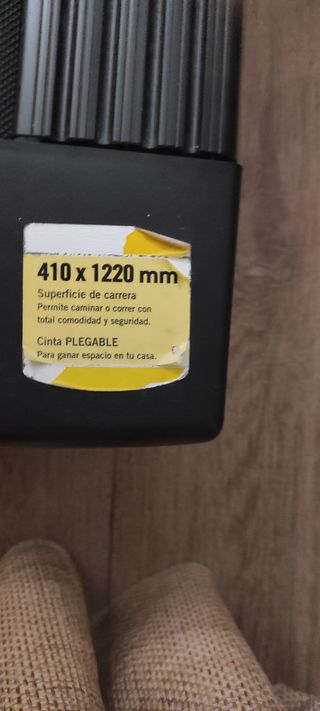 410 x 1220 mm
Superficie de carrera
Permite caminar o correr con
total comodidad y seguridad.
Cinta PLEGABLE
Para ganar espacio en tu casa.